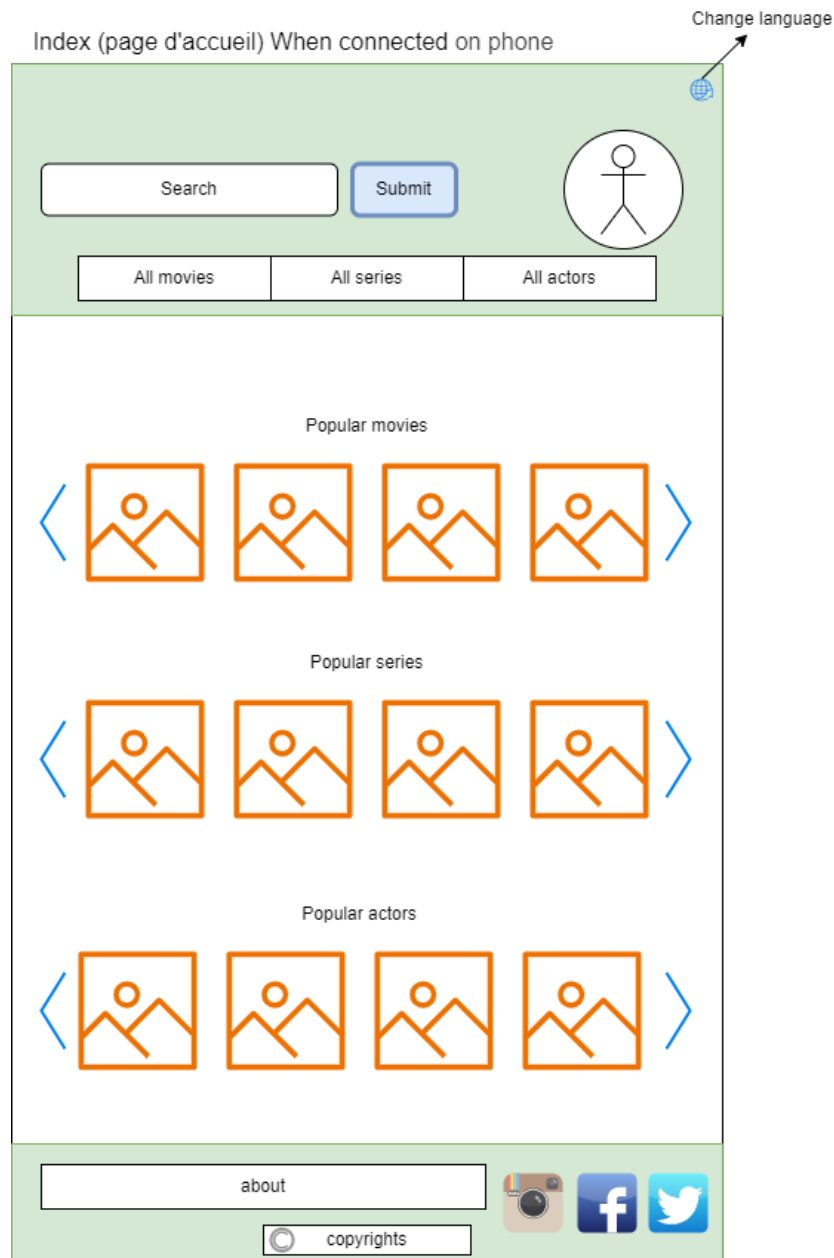 Change language
Index (page d'accueil) When connected on phone
Search
Submit
All movies
All series
All actors
Popular movies
Popular series
Popular actors
about
© copyrights